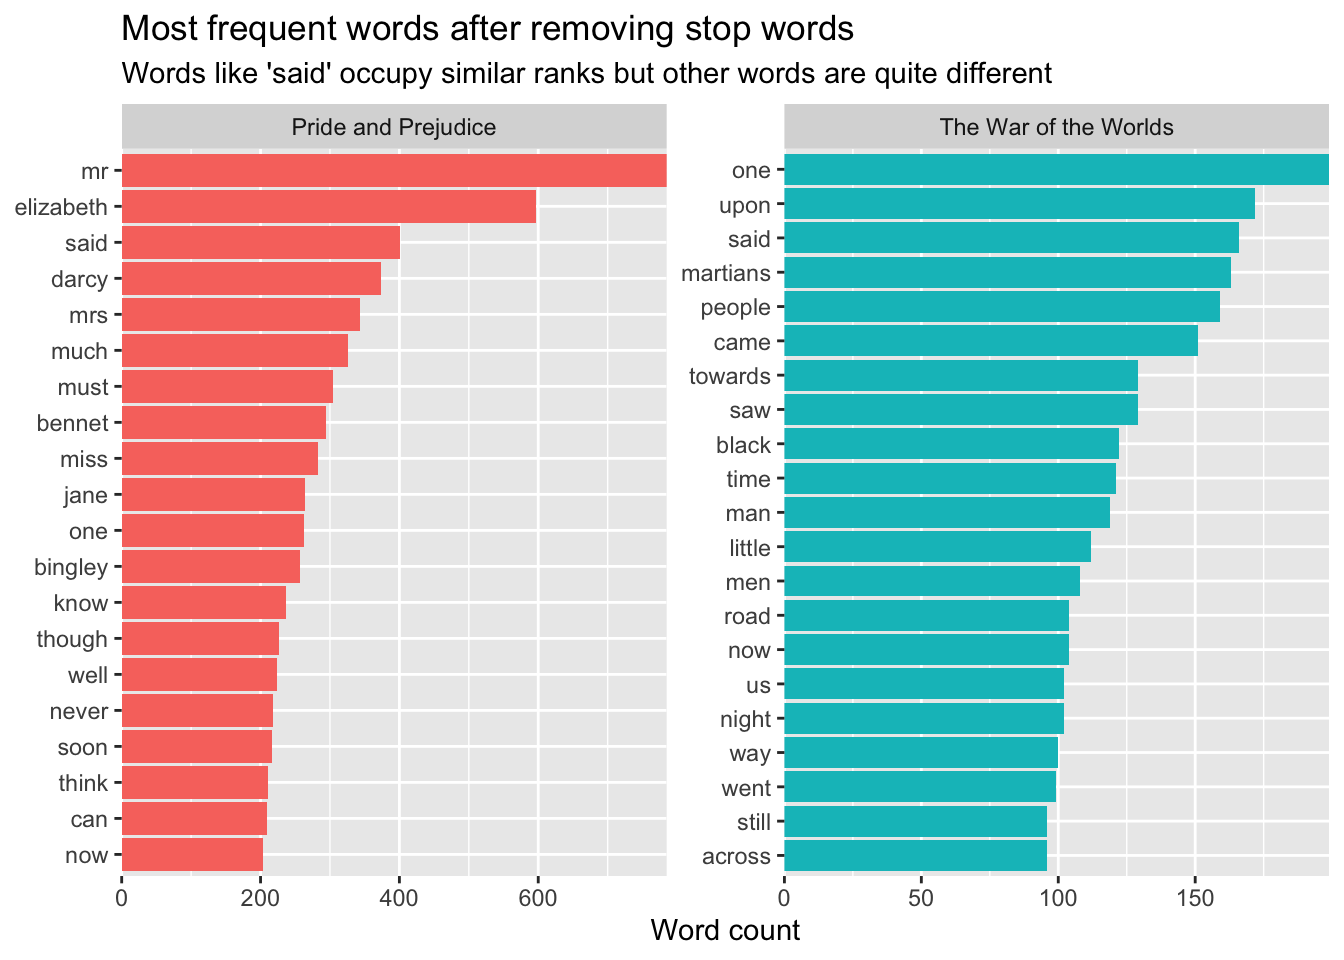 Most frequent words after removing stop words
Words like 'said' occupy similar ranks but other words are quite different
Pride and Prejudice
mr
elizabeth
said
darcy
mrs
much
must
bennet
miss
jane
one
bingley
know
though
well
never
soon
think
can
now
0 200 400 600
The War of the Worlds
one
upon
said
martians
people
came
towards
saw
black
time
man
little
men
road
now
us
night
way
went
still
across
0 50 100 150
Word count